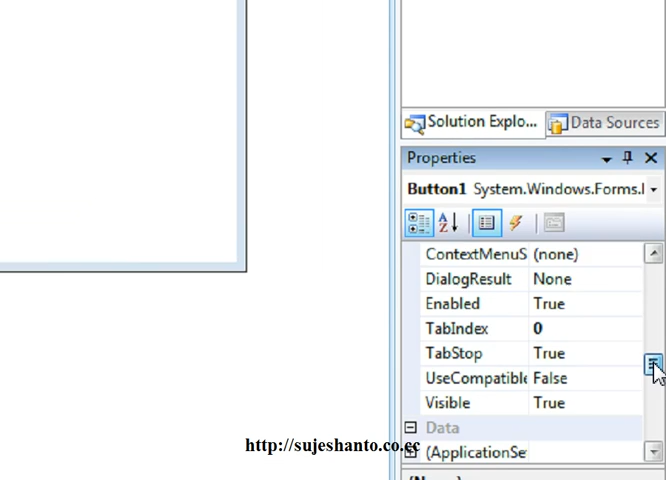 Solution Explo... Data Sources
Properties
Button1 System.Windows.Forms.
A
Z
ContextMenuS (none)
DialogResult None
Enabled True
TabIndex 0
TabStop True
UseCompatible False
Visible True
Data
http://sujeshanto.co.cc
(ApplicationSe